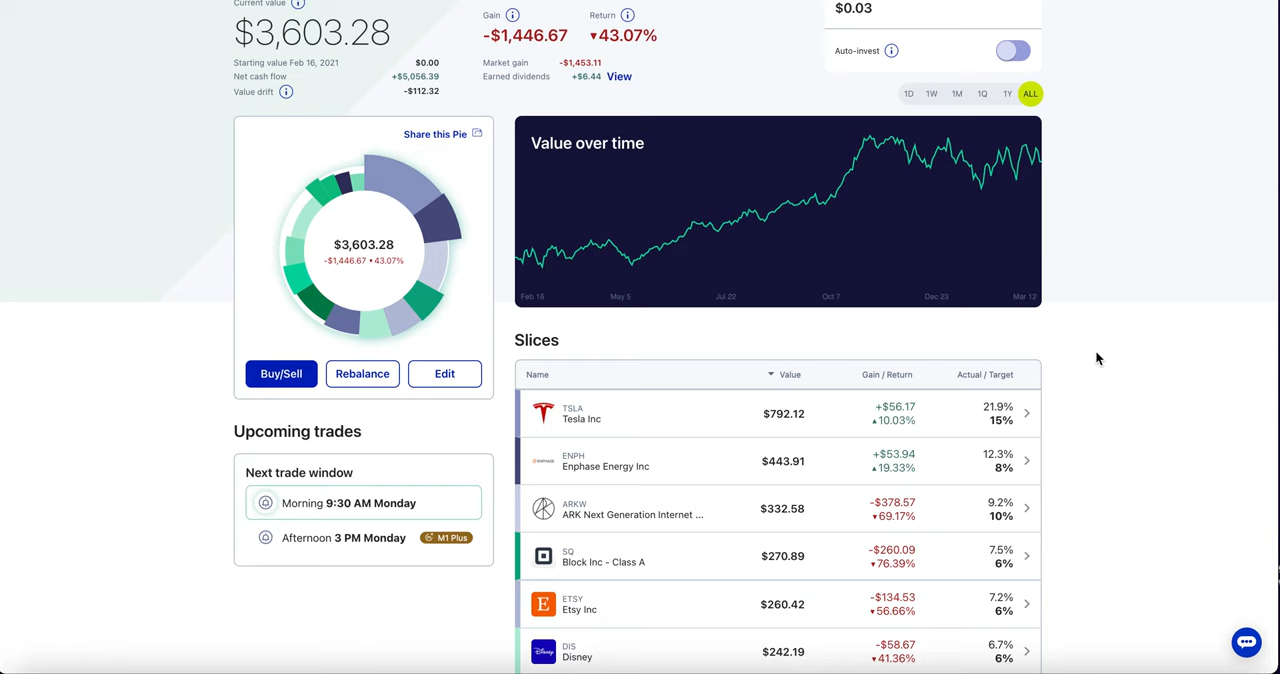 Current value
$3,603.28
Starting value Feb 16, 2021 $0.00
Net cash flow +$5,056.39
Value drift -$112.32
Gain Return
-$1,446.67 ▼43.07%
Market gain -$1,453.11
Earned dividends +$6.44 View
$0.03
Auto-invest
1D 1W 1M 1Q 1Y ALL
Share this Pie
$3,603.28
-$1,446.67 ▼43.07%
Buy/Sell Rebalance Edit
Upcoming trades
Next trade window
Morning 9:30 AM Monday
Afternoon 3 PM Monday M1 Plus
Value over time
Feb 16 May 5 Jul 22 Oct 7 Dec 23 Mar 12
Slices
Name ▼ Value Gain / Return Actual / Target
TSLA
Tesla Inc
$792.12
+$56.17
▲10.03%
21.9%
15%
ENPHASE
ENPH
Enphase Energy Inc
$443.91
+$53.94
▲19.33%
12.3%
8%
ARKW
ARK Next Generation Internet ...
$332.58
-$378.57
▼69.17%
9.2%
10%
SQ
Block Inc - Class A
$270.89
-$260.09
▼76.39%
7.5%
6%
E
ETSY
Etsy Inc
$260.42
-$134.53
▼56.66%
7.2%
6%
Disney
DIS
Disney
$242.19
-$58.67
▼41.36%
6.7%
6%